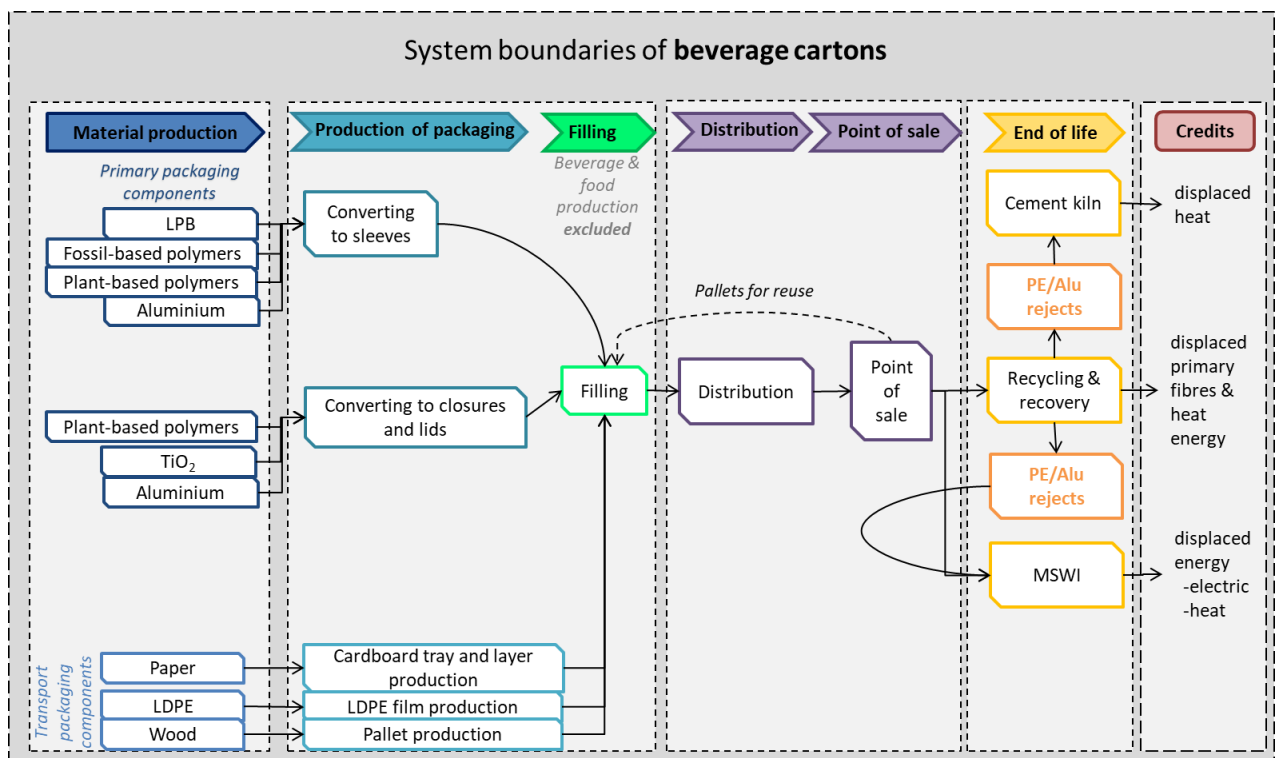 System boundaries of beverage cartons
Material production
Production of packaging
Filling
Distribution
Point of sale
End of life
Credits
Primary packaging
components
Beverage &
food
production
excluded
LPB
Fossil-based polymers
Plant-based polymers
Aluminium
Converting
to sleeves
Cement kiln
displaced
heat
PE/Alu
rejects
Pallets for reuse
Plant-based polymers
TiO₂
Aluminium
Converting to closures
and lids
Filling
Distribution
Point
of
sale
Recycling &
recovery
displaced
primary
fibres &
heat
energy
PE/Alu
rejects
MSWI
displaced
energy
-electric
-heat
Transport
packaging
components
Paper
LDPE
Wood
Cardboard tray and layer
production
LDPE film production
Pallet production